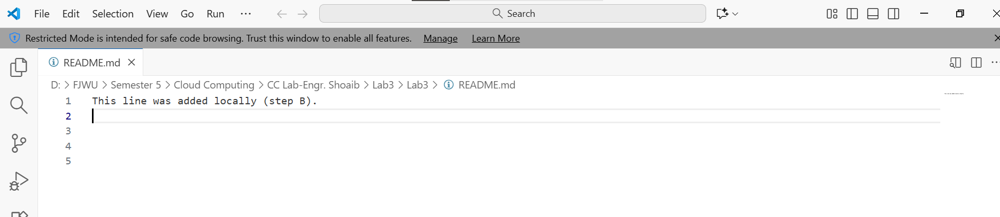 File Edit Selection View Go Run ··· Search
Restricted Mode is intended for safe code browsing. Trust this window to enable all features. Manage Learn More
README.md
D: > FJWU > Semester 5 > Cloud Computing > CC Lab-Engr. Shoaib > Lab3 > Lab3 > README.md
1 This line was added locally (step B).
2
3
4
5